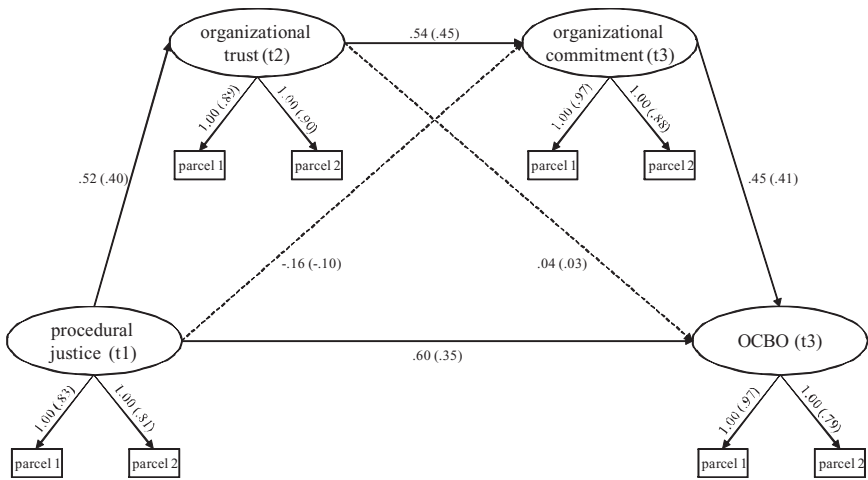 organizational
trust (t2)
.54 (.45)
organizational
commitment (t3)
1.00 (.89)
1.00 (.90)
1.00 (.97)
1.00 (.88)
parcel 1
parcel 2
parcel 1
parcel 2
.52 (.40)
.45 (.41)
-.16 (-.10)
.04 (.03)
procedural
justice (t1)
.60 (.35)
OCBO (t3)
1.00 (.83)
1.00 (.81)
1.00 (.97)
1.00 (.79)
parcel 1
parcel 2
parcel 1
parcel 2